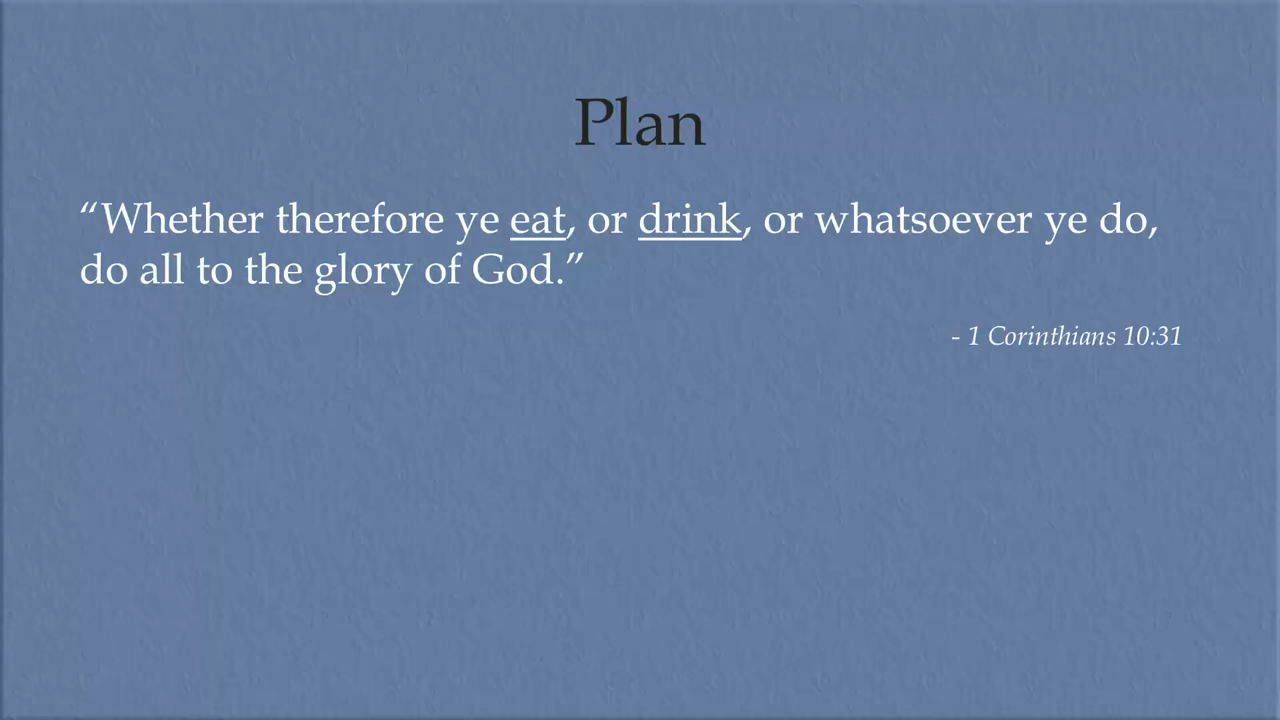 Plan
“Whether therefore ye eat, or drink, or whatsoever ye do,
do all to the glory of God.”
- 1 Corinthians 10:31